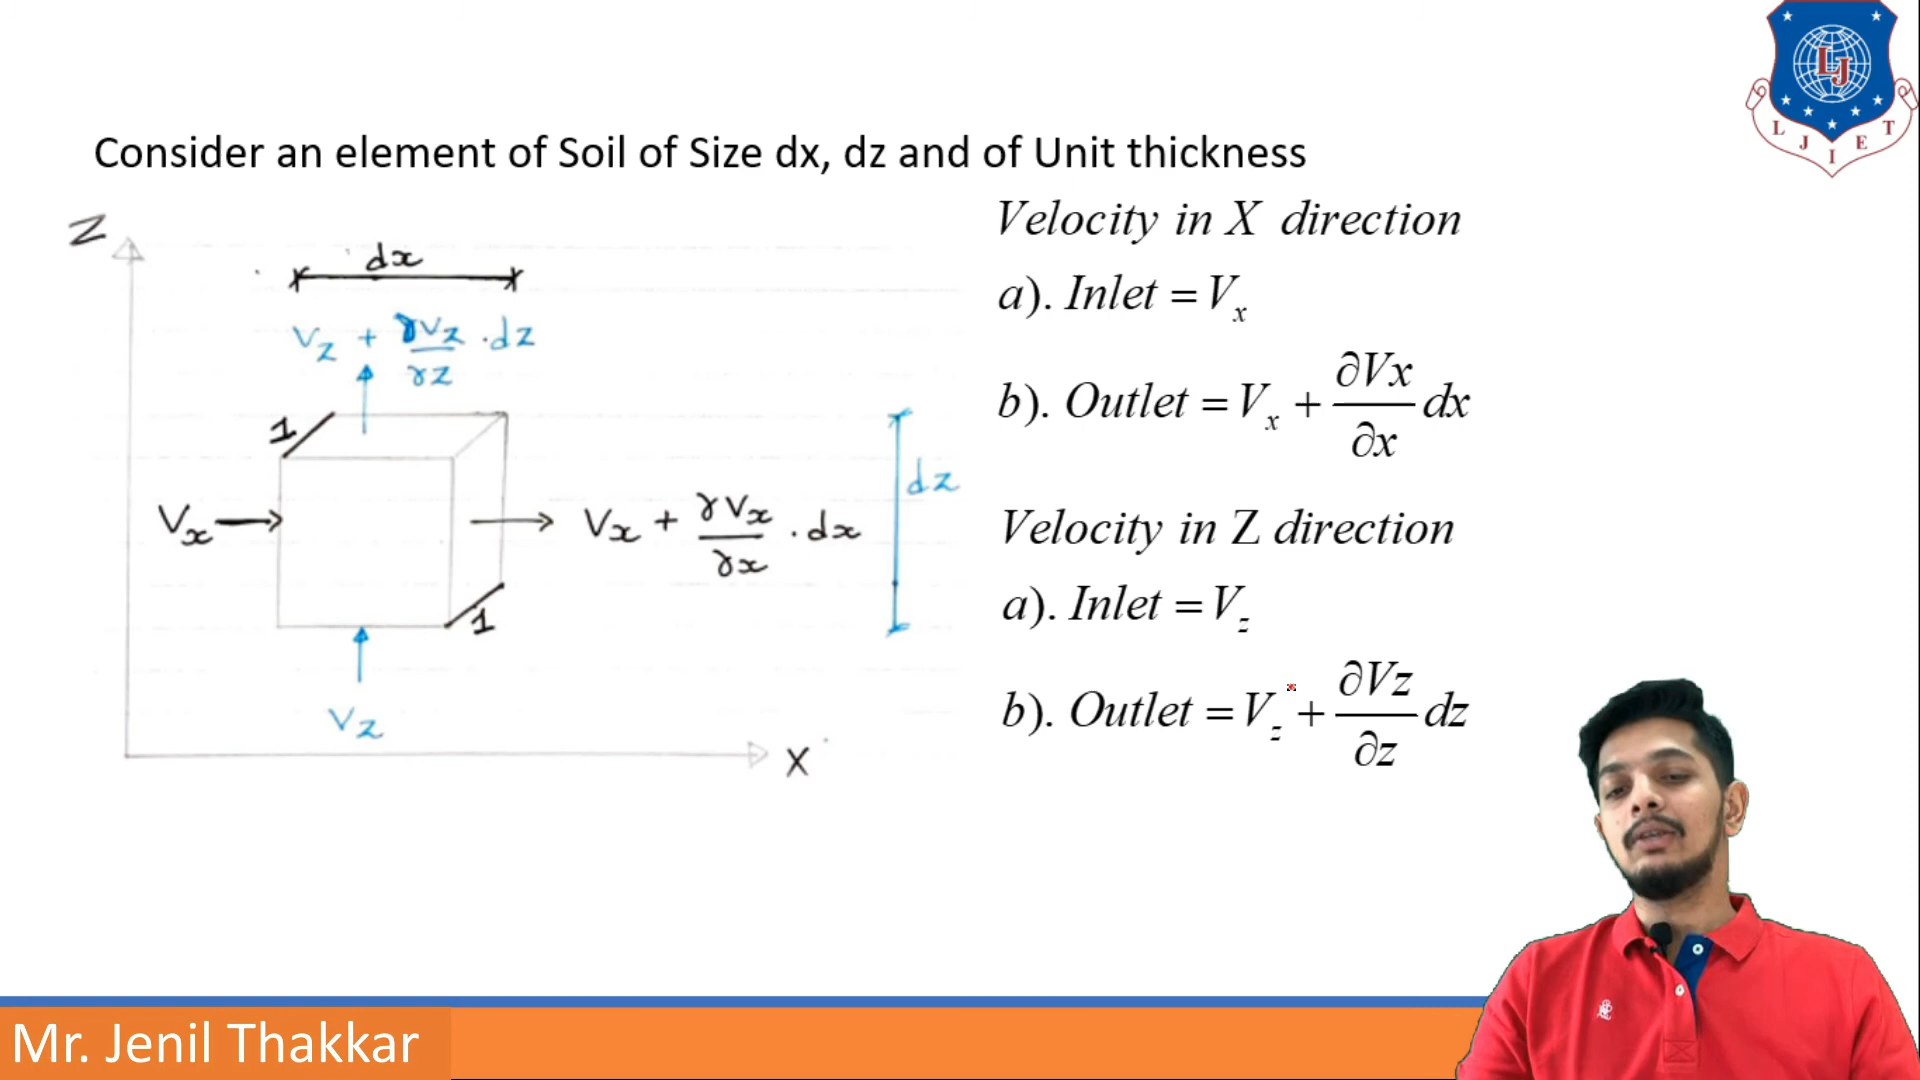 Consider an element of Soil of Size dx, dz and of Unit thickness
Z
dx
Vz + ∂Vz/∂z . dz
1
Vx
Vx + ∂Vx/∂x . dx
dz
1
Vz
X
Velocity in X direction
a). Inlet = Vx
b). Outlet = Vx + ∂Vx/∂x dx
Velocity in Z direction
a). Inlet = Vz
b). Outlet = Vz + ∂Vz/∂z dz
LJ
L J I E T
Mr. Jenil Thakkar